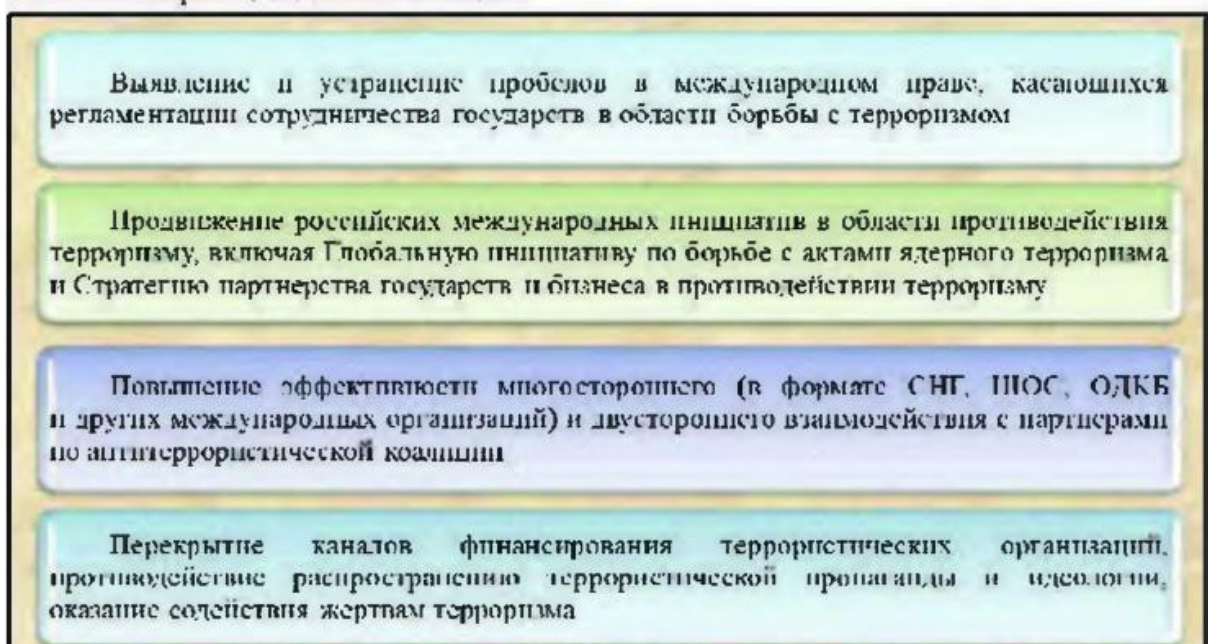 Выявление и устранение пробелов в международном праве, касающихся
регламентации сотрудничества государств в области борьбы с терроризмом
Продвижение российских международных инициатив в области противодействия
терроризму, включая Глобальную инициативу по борьбе с актами ядерного терроризма
и Стратегию партнерства государств и бизнеса в противодействии терроризму
Повышение эффективности многостороннего (в формате СНГ, ШОС, ОДКБ
и других международных организаций) и двустороннего взаимодействия с партнерами
по антитеррористической коалиции
Перекрытие каналов финансирования террористических организаций,
противодействие распространению террористической пропаганды и идеологии,
оказание содействия жертвам терроризма